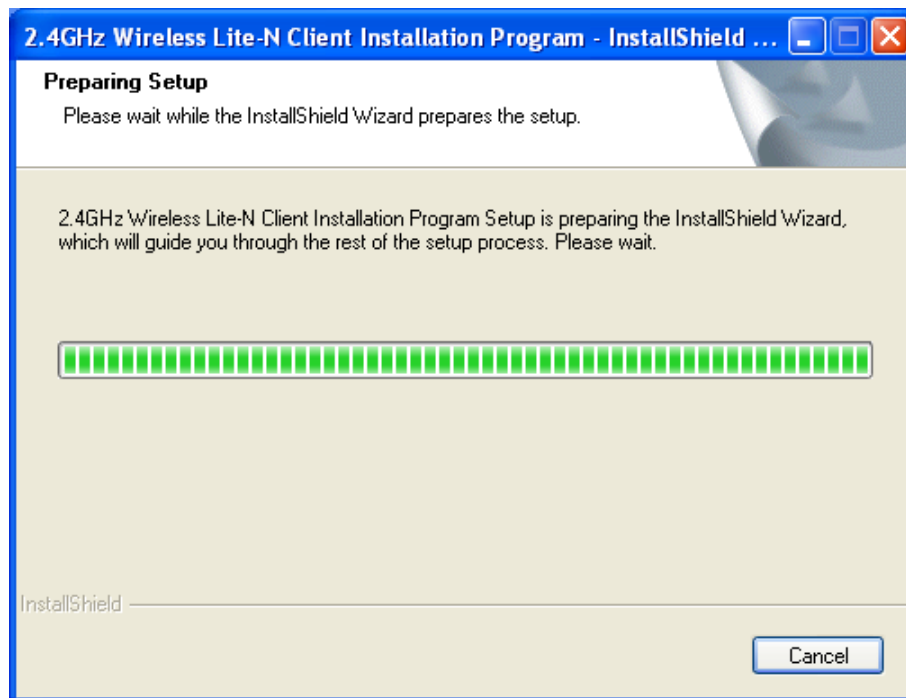 2.4GHz Wireless Lite-N Client Installation Program - InstallShield ...
Preparing Setup
Please wait while the InstallShield Wizard prepares the setup.
2.4GHz Wireless Lite-N Client Installation Program Setup is preparing the InstallShield Wizard,
which will guide you through the rest of the setup process. Please wait.
InstallShield
Cancel